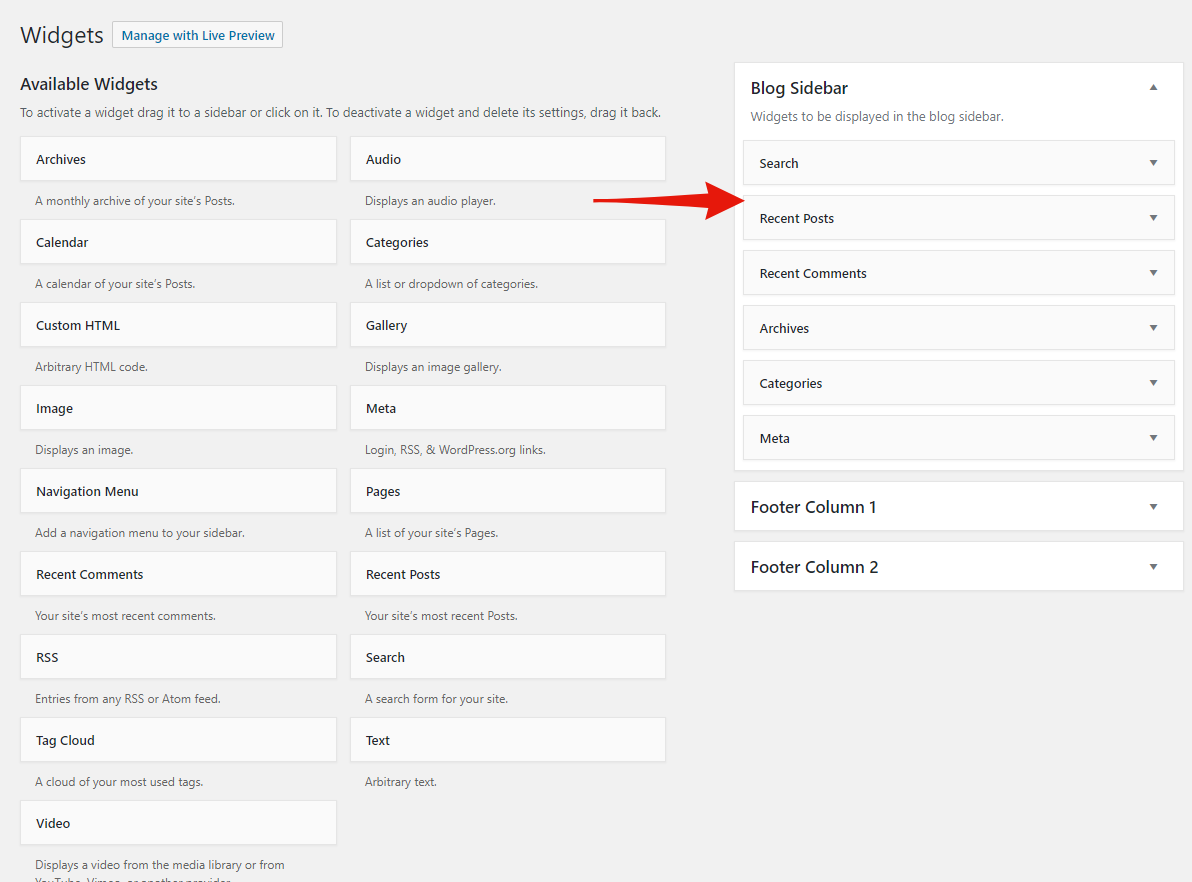 Widgets
Manage with Live Preview
Available Widgets
To activate a widget drag it to a sidebar or click on it. To deactivate a widget and delete its settings, drag it back.
Archives
Audio
A monthly archive of your site's Posts.
Displays an audio player.
Calendar
Categories
A calendar of your site's Posts.
A list or dropdown of categories.
Custom HTML
Gallery
Arbitrary HTML code.
Displays an image gallery.
Image
Meta
Displays an image.
Login, RSS, & WordPress.org links.
Navigation Menu
Pages
Add a navigation menu to your sidebar.
A list of your site's Pages.
Recent Comments
Recent Posts
Your site's most recent comments.
Your site's most recent Posts.
RSS
Search
Entries from any RSS or Atom feed.
A search form for your site.
Tag Cloud
Text
A cloud of your most used tags.
Arbitrary text.
Video
Displays a video from the media library or from
YouTube, Vimeo, or another provider.
Blog Sidebar
Widgets to be displayed in the blog sidebar.
Search
Recent Posts
Recent Comments
Archives
Categories
Meta
Footer Column 1
Footer Column 2